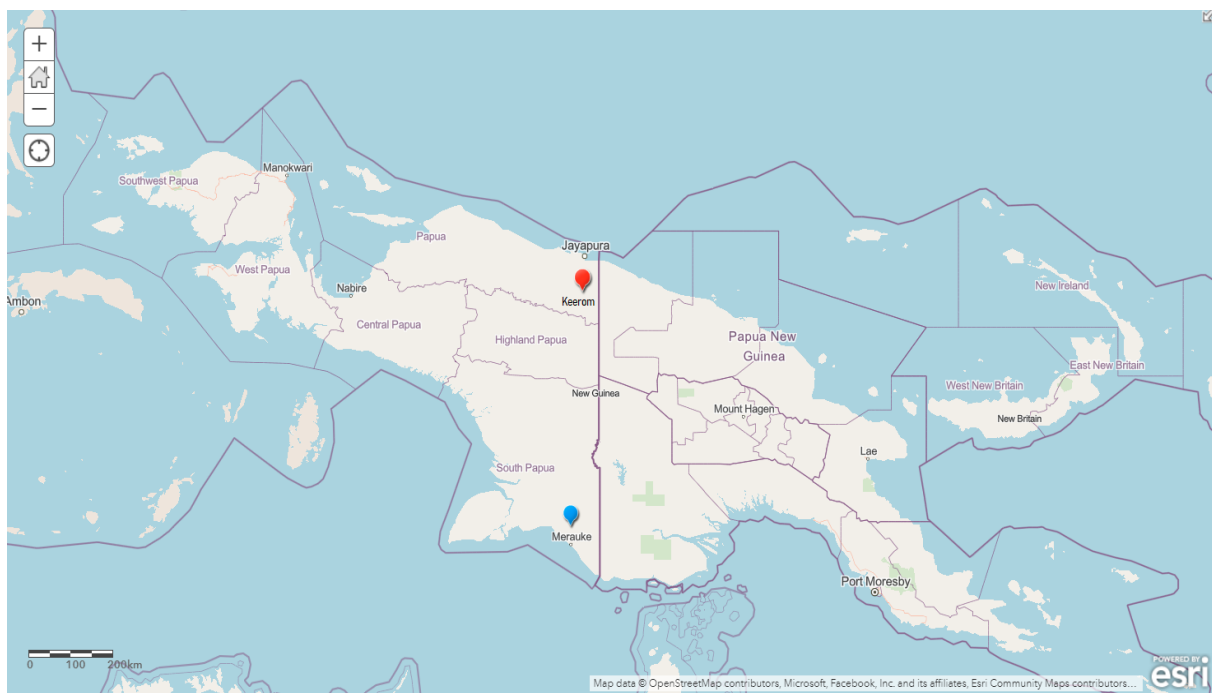 +
−
Manokwari
Southwest Papua
Papua
Jayapura
West Papua
Nabire
Keerom
New Ireland
Ambon
Central Papua
Highland Papua
Papua New
Guinea
East New Britain
West New Britain
New Guinea
Mount Hagen
New Britain
Lae
South Papua
Merauke
Port Moresby
0 100 200km
POWERED BY
esri
Map data © OpenStreetMap contributors, Microsoft, Facebook, Inc. and its affiliates, Esri Community Maps contributors...